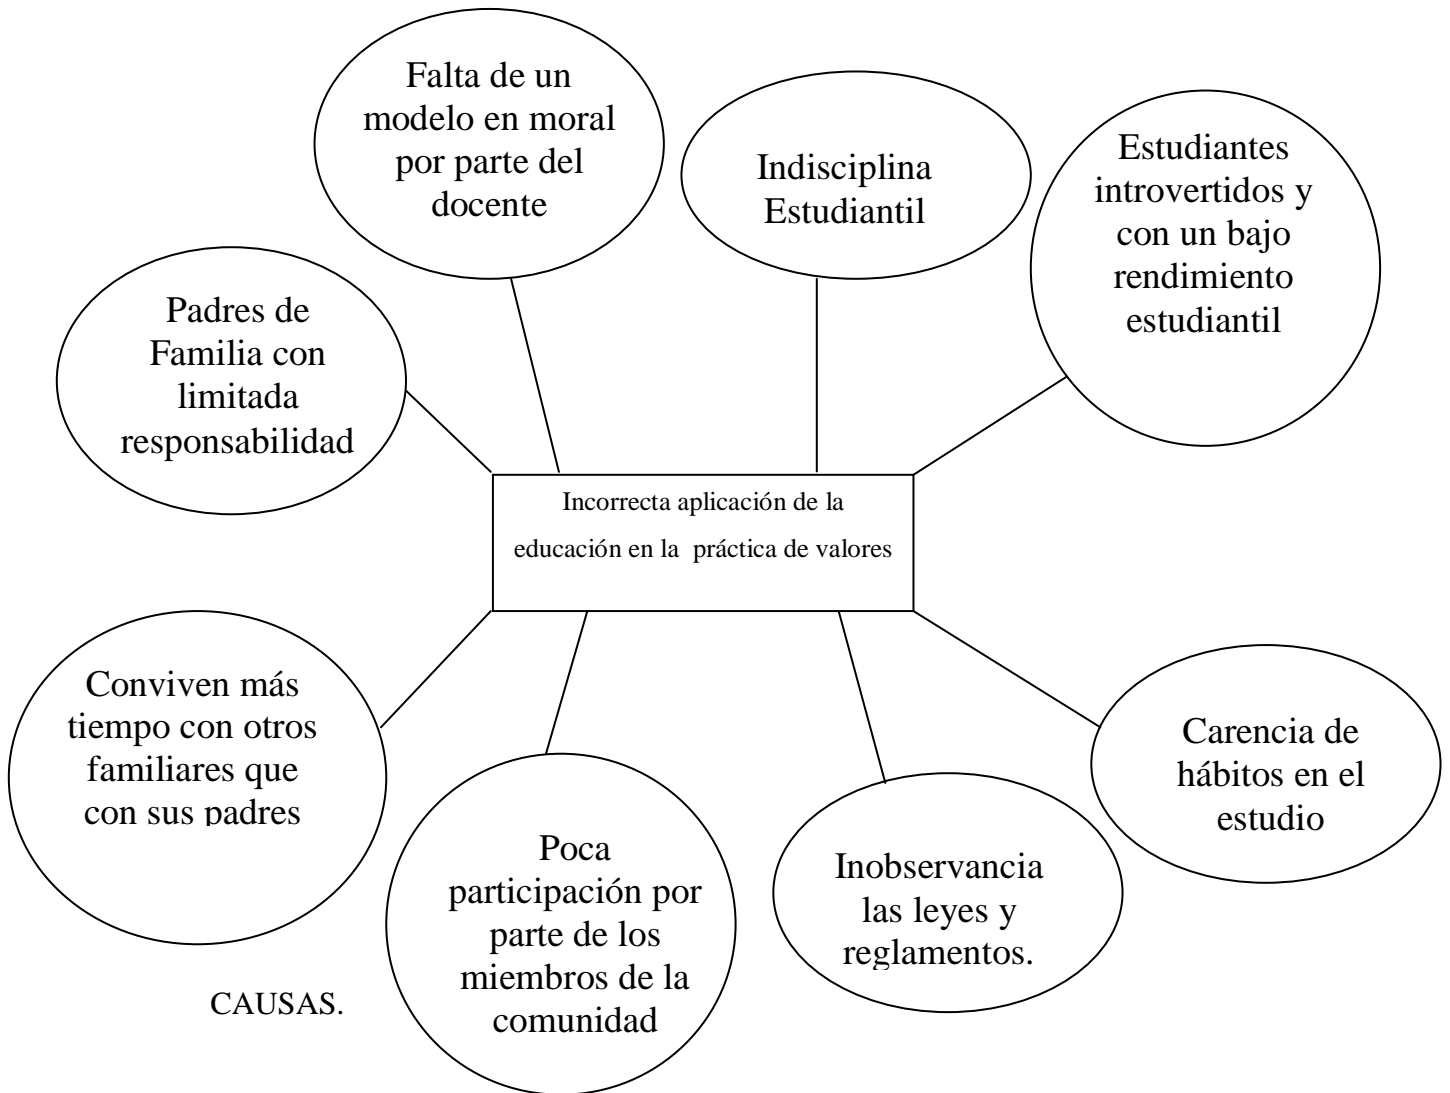 Falta de un
modelo en moral
por parte del
docente
Indisciplina
Estudiantil
Estudiantes
introvertidos y
con un bajo
rendimiento
estudiantil
Padres de
Familia con
limitada
responsabilidad
Incorrecta aplicación de la
educación en la  práctica de valores
Conviven más
tiempo con otros
familiares que
con sus padres
Poca
participación por
parte de los
miembros de la
comunidad
Inobservancia
las leyes y
reglamentos.
Carencia de
hábitos en el
estudio
CAUSAS.